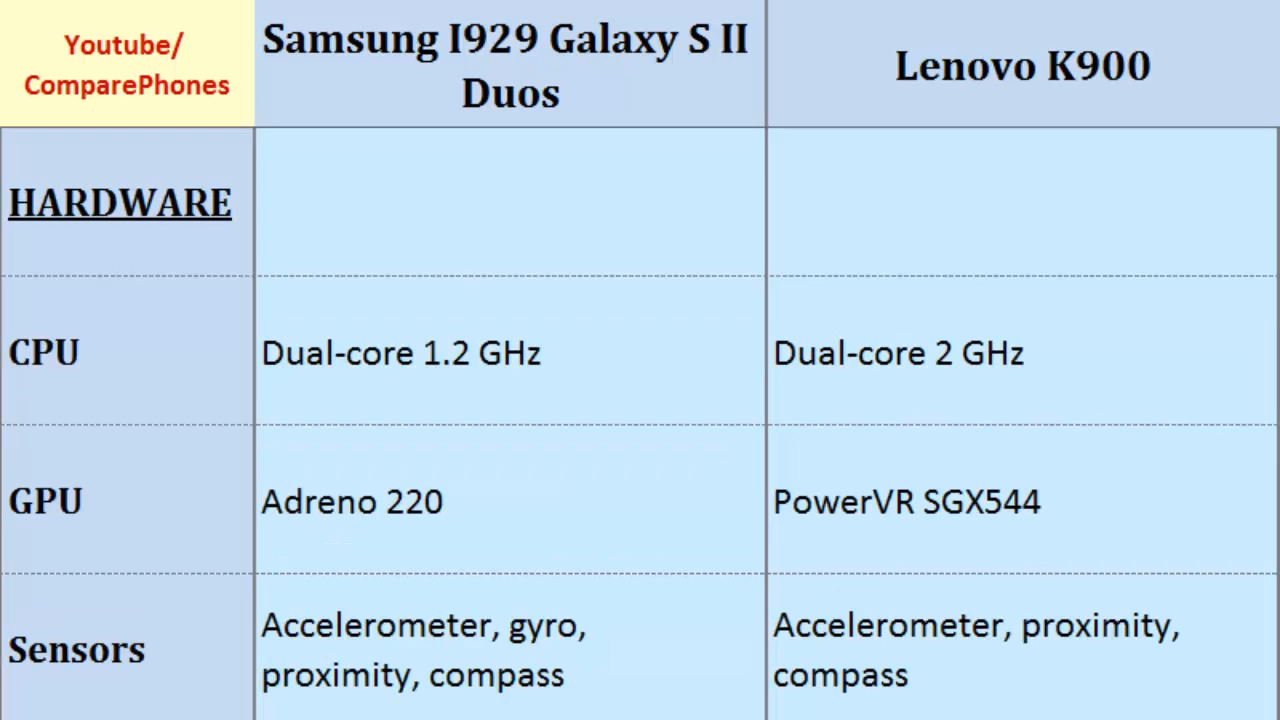 Youtube/
ComparePhones
Samsung I929 Galaxy S II
Duos
Lenovo K900
HARDWARE
CPU
Dual-core 1.2 GHz
Dual-core 2 GHz
GPU
Adreno 220
PowerVR SGX544
Sensors
Accelerometer, gyro,
proximity, compass
Accelerometer, proximity,
compass